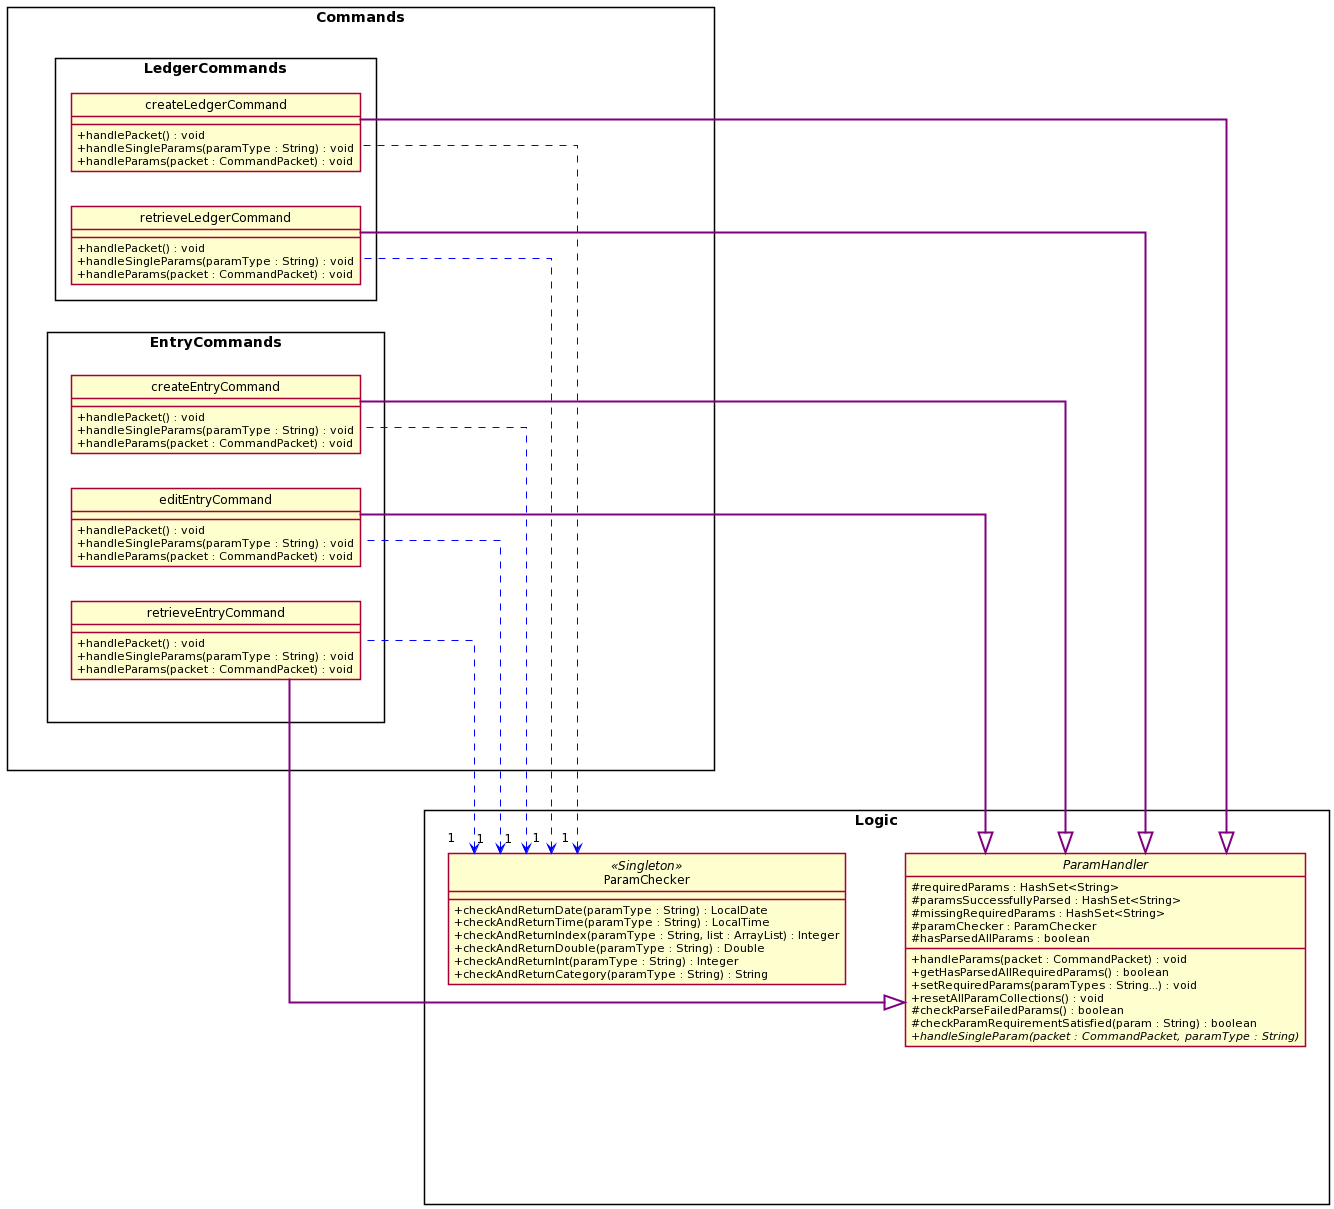 Commands
LedgerCommands
createLedgerCommand
+handlePacket() : void
+handleSingleParams(paramType : String) : void
+handleParams(packet : CommandPacket) : void
retrieveLedgerCommand
+handlePacket() : void
+handleSingleParams(paramType : String) : void
+handleParams(packet : CommandPacket) : void
EntryCommands
createEntryCommand
+handlePacket() : void
+handleSingleParams(paramType : String) : void
+handleParams(packet : CommandPacket) : void
editEntryCommand
+handlePacket() : void
+handleSingleParams(paramType : String) : void
+handleParams(packet : CommandPacket) : void
retrieveEntryCommand
+handlePacket() : void
+handleSingleParams(paramType : String) : void
+handleParams(packet : CommandPacket) : void
Logic
1 1 1 1 1
«Singleton»
ParamChecker
+checkAndReturnDate(paramType : String) : LocalDate
+checkAndReturnTime(paramType : String) : LocalTime
+checkAndReturnIndex(paramType : String, list : ArrayList) : Integer
+checkAndReturnDouble(paramType : String) : Double
+checkAndReturnInt(paramType : String) : Integer
+checkAndReturnCategory(paramType : String) : String
ParamHandler
#requiredParams : HashSet<String>
#paramsSuccessfullyParsed : HashSet<String>
#missingRequiredParams : HashSet<String>
#paramChecker : ParamChecker
#hasParsedAllParams : boolean
+handleParams(packet : CommandPacket) : void
+getHasParsedAllRequiredParams() : boolean
+setRequiredParams(paramTypes : String...) : void
+resetAllParamCollections() : void
#checkParseFailedParams() : boolean
#checkParamRequirementSatisfied(param : String) : boolean
+handleSingleParam(packet : CommandPacket, paramType : String)